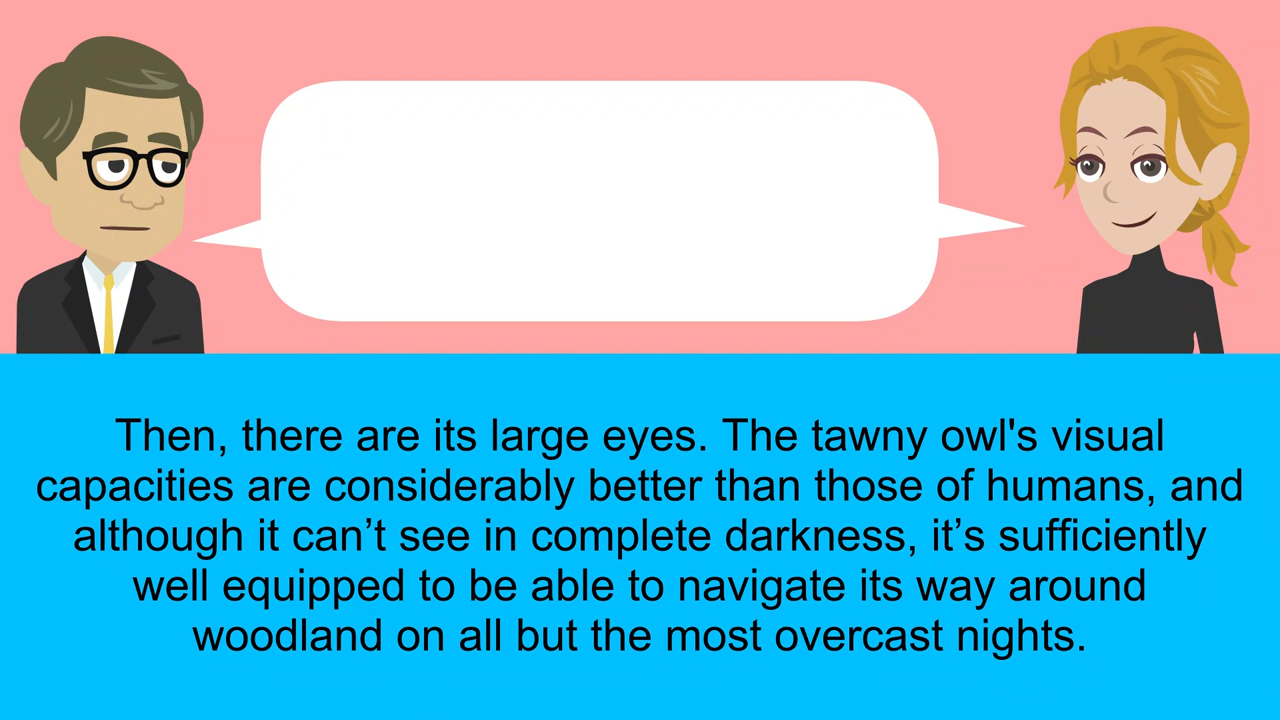 Then, there are its large eyes. The tawny owl's visual
capacities are considerably better than those of humans, and
although it can’t see in complete darkness, it’s sufficiently
well equipped to be able to navigate its way around
woodland on all but the most overcast nights.